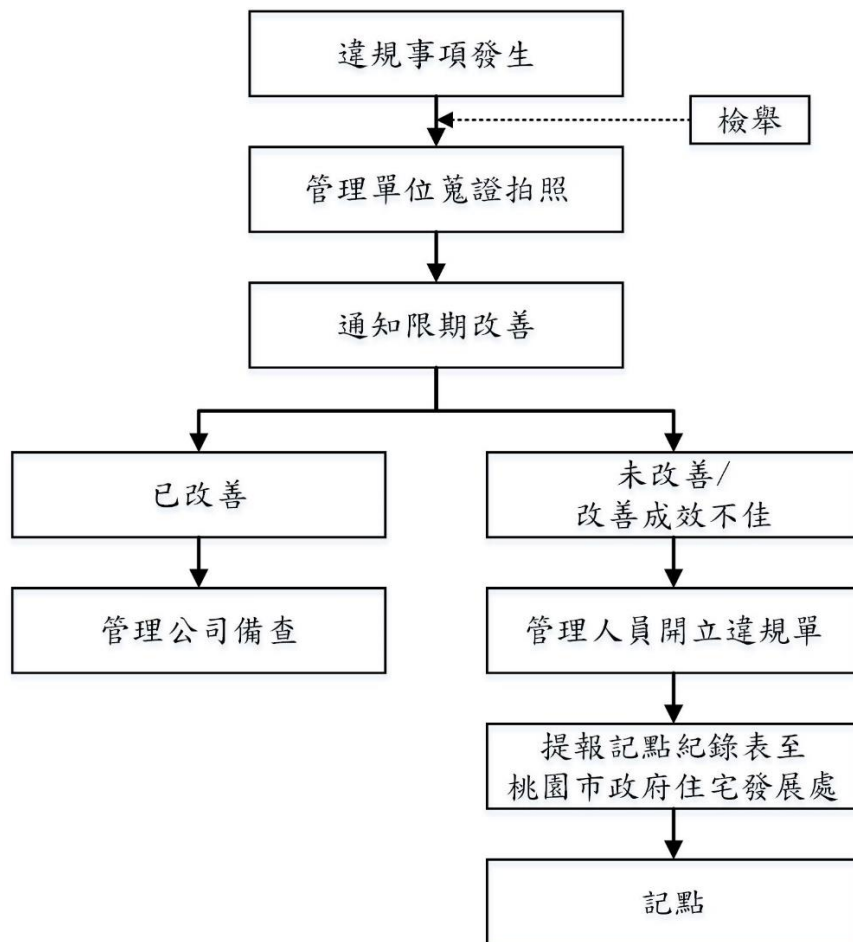 違規事項發生
檢舉
管理單位蒐證拍照
通知限期改善
已改善
未改善/
改善成效不佳
管理公司備查
管理人員開立違規單
提報記點紀錄表至
桃園市政府住宅發展處
記點